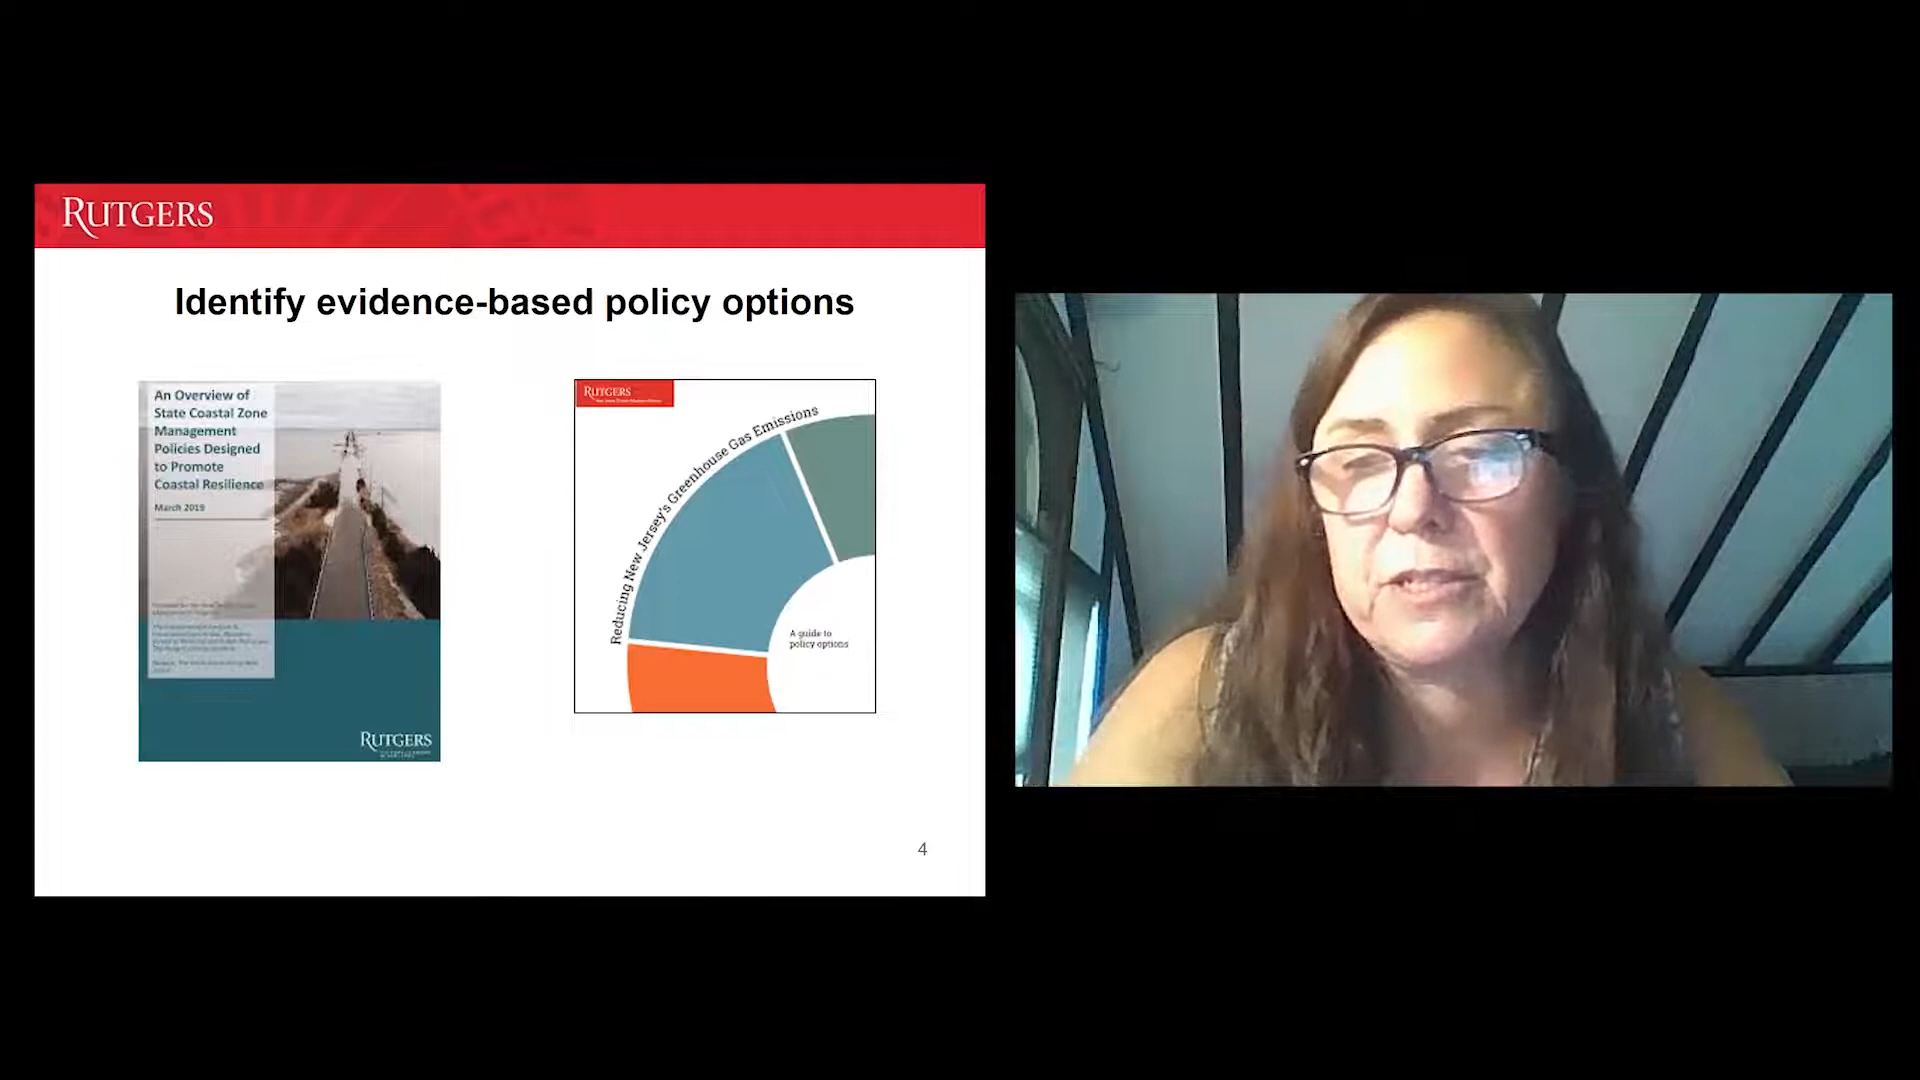 RUTGERS
Identify evidence-based policy options
An Overview of
State Coastal Zone
Management
Policies Designed
to Promote
Coastal Resilience
March 2019
RUTGERS
RUTGERS
Reducing New Jersey's Greenhouse Gas Emissions
A guide to
policy options
4